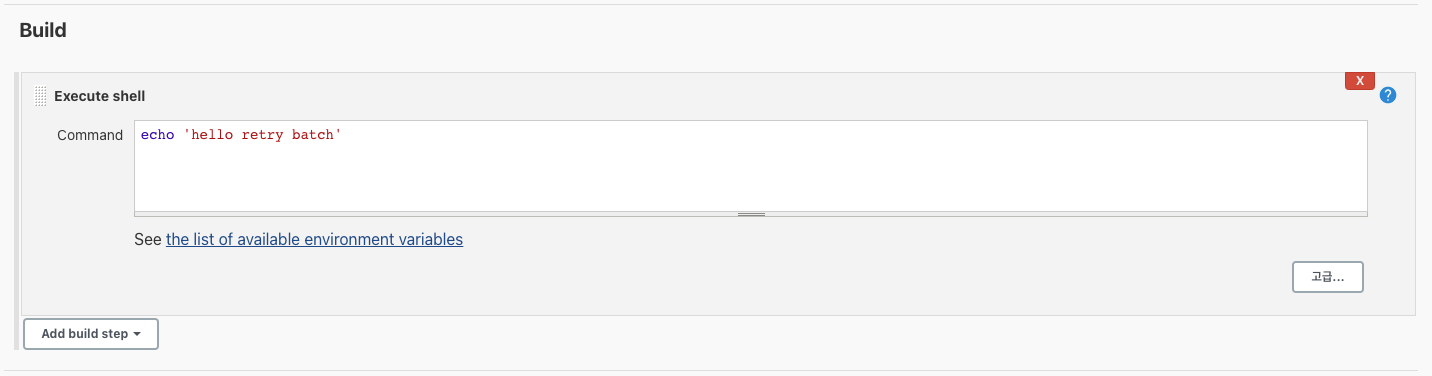 Build
Execute shell
X
?
Command
echo 'hello retry batch'
See the list of available environment variables
고급...
Add build step